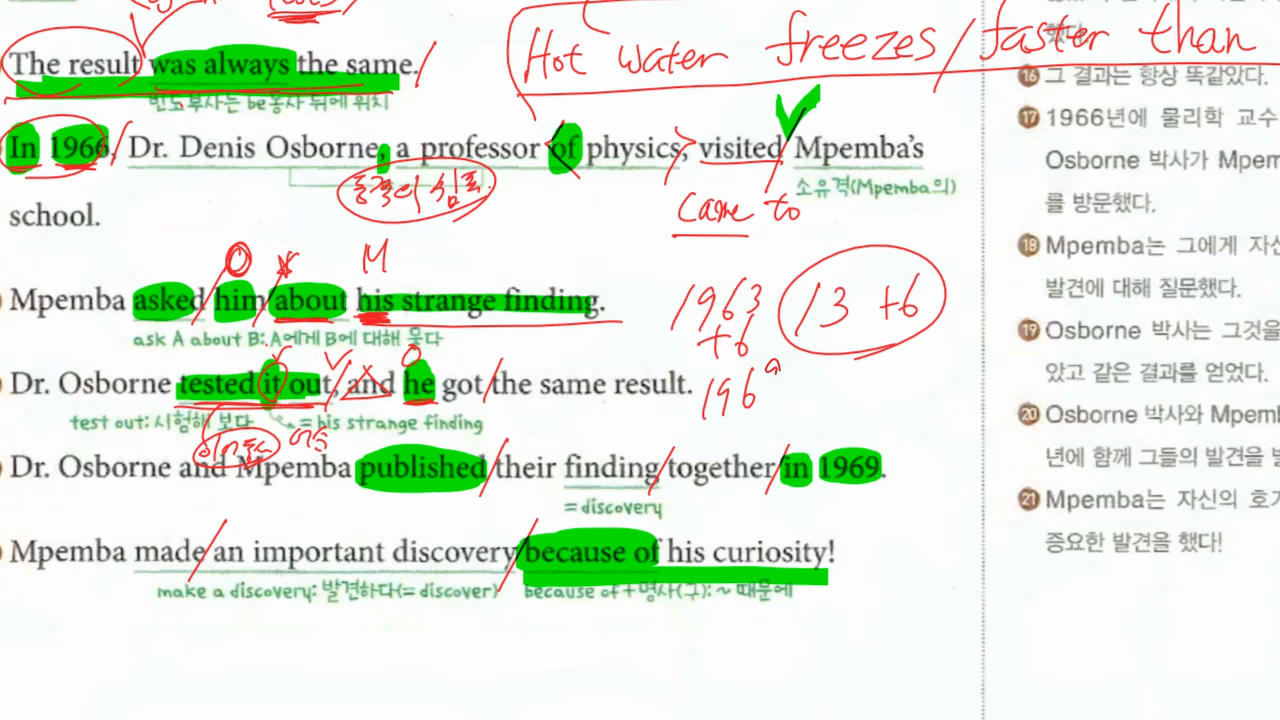 Hot water freezes / faster than
The result was always the same.
빈도부사는 be동사 뒤에 위치
In 1966, Dr. Denis Osborne, a professor of physics, visited Mpemba's
동격의 쉼표
소유격(Mpemba의)
came to
school.
O
M
Mpemba asked him about his strange finding.
ask A about B: A에게 B에 대해 묻다
1963
+6
1969
13 +6
Dr. Osborne tested it out, and he got the same result.
test out: 시험해 보다
= his strange finding
Dr. Osborne and Mpemba published their finding together in 1969.
= discovery
Mpemba made an important discovery because of his curiosity!
make a discovery: 발견하다(= discover)
because of + 명사(구): ~ 때문에
⑯ 그 결과는 항상 똑같았다.
⑰ 1966년에 물리학 교수
Osborne 박사가 Mpem
를 방문했다.
⑱ Mpemba는 그에게 자신
발견에 대해 질문했다.
⑲ Osborne 박사는 그것을
았고 같은 결과를 얻었다.
⑳ Osborne 박사와 Mpem
년에 함께 그들의 발견을 발
㉑ Mpemba는 자신의 호기
중요한 발견을 했다!